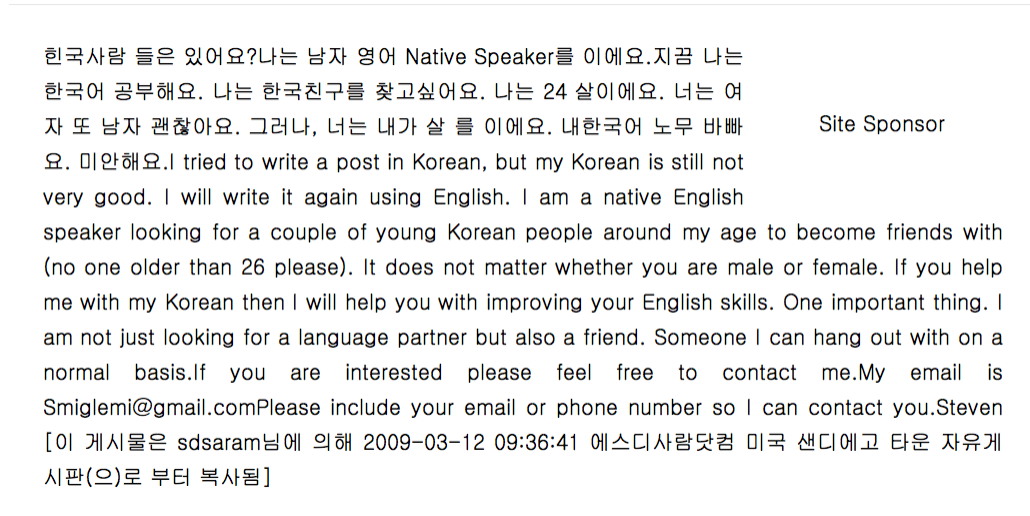 힌국사람 들은 있어요?나는 남자 영어 Native Speaker를 이에요.지끔 나는
한국어 공부해요. 나는 한국친구를 찾고싶어요. 나는 24 살이에요. 너는 여
자 또 남자 괜찮아요. 그러나, 너는 내가 살 를 이에요. 내한국어 노무 바빠
요. 미안해요.I tried to write a post in Korean, but my Korean is still not
very good. I will write it again using English. I am a native English
speaker looking for a couple of young Korean people around my age to become friends with
(no one older than 26 please). It does not matter whether you are male or female. If you help
me with my Korean then I will help you with improving your English skills. One important thing. I
am not just looking for a language partner but also a friend. Someone I can hang out with on a
normal basis.If you are interested please feel free to contact me.My email is
Smiglemi@gmail.comPlease include your email or phone number so I can contact you.Steven
[이 게시물은 sdsaram님에 의해 2009-03-12 09:36:41 에스디사람닷컴 미국 샌디에고 타운 자유게
시판(으)로 부터 복사됨]
Site Sponsor